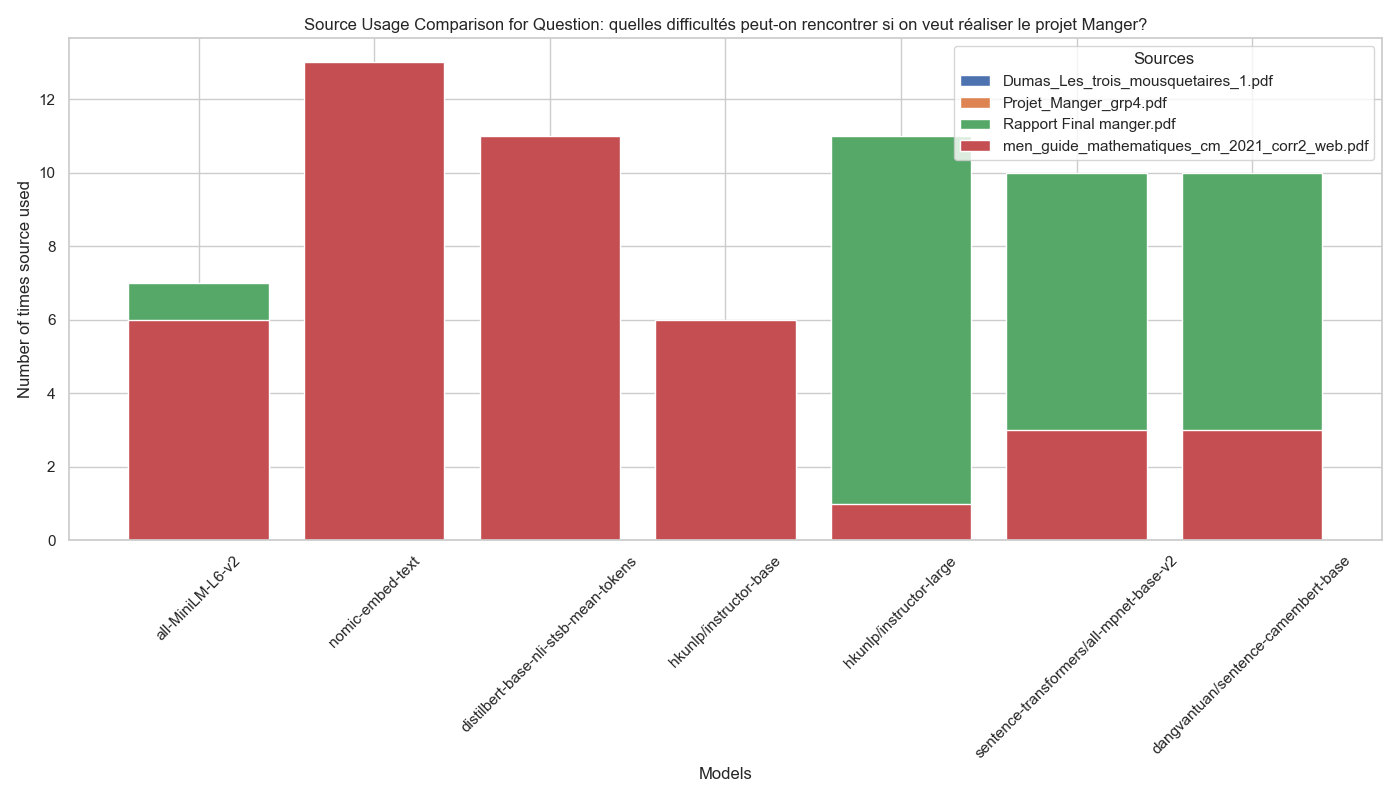 Source Usage Comparison for Question: quelles difficultés peut-on rencontrer si on veut réaliser le projet Manger?
Sources
Dumas_Les_trois_mousquetaires_1.pdf
Projet_Manger_grp4.pdf
Rapport Final manger.pdf
men_guide_mathematiques_cm_2021_corr2_web.pdf
Number of times source used
12
10
8
6
4
2
0
all-MiniLM-L6-v2
nomic-embed-text
distilbert-base-nli-stsb-mean-tokens
hkunlp/instructor-base
hkunlp/instructor-large
sentence-transformers/all-mpnet-base-v2
dangvantuan/sentence-camembert-base
Models